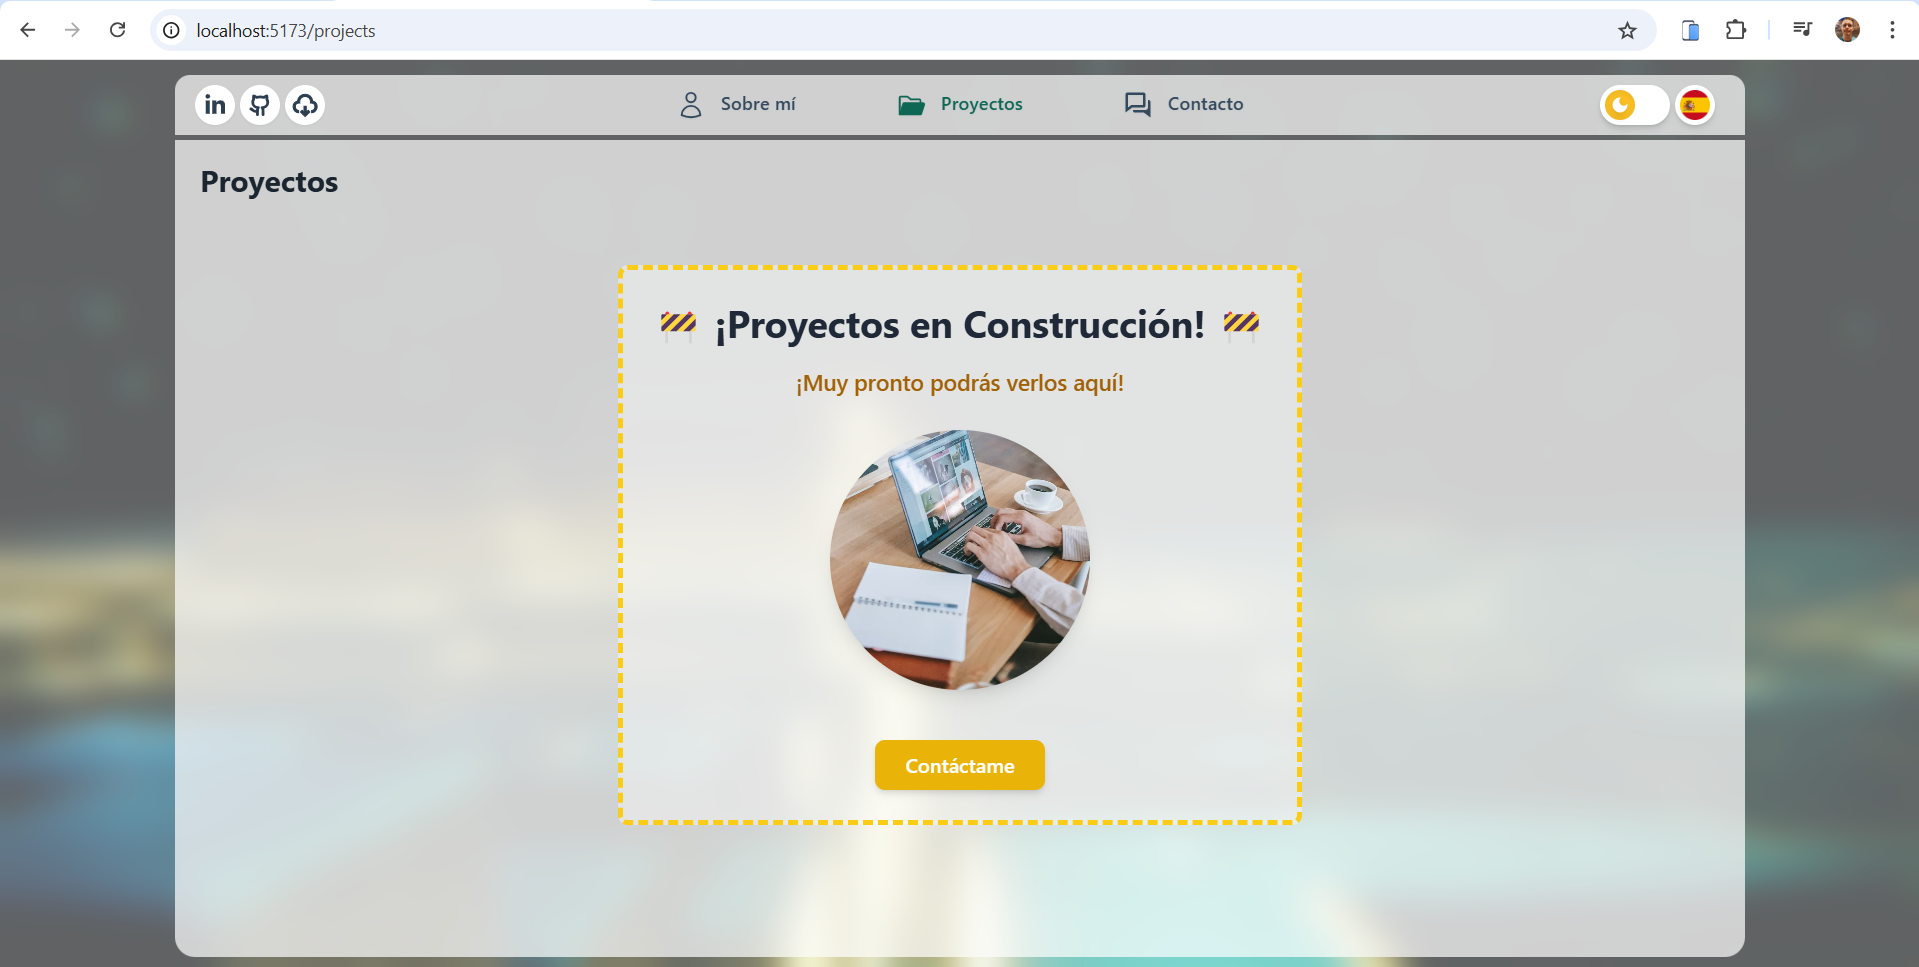 localhost:5173/projects
in
Sobre mí
Proyectos
Contacto
Proyectos
¡Proyectos en Construcción!
¡Muy pronto podrás verlos aquí!
Contáctame